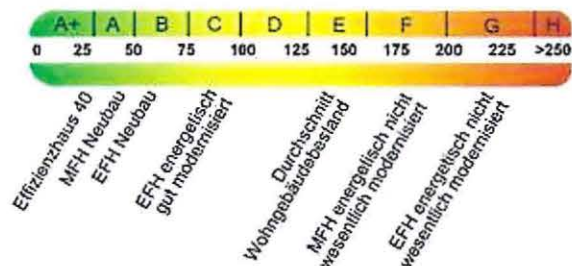 A+ A B C D E F G H
0 25 50 75 100 125 150 175 200 225 >250
Effizienzhaus 40
MFH Neubau
EFH Neubau
EFH energetisch
gut modernisiert
Durchschnitt
Wohngebäudebestand
MFH energetisch nicht
wesentlich modernisiert
EFH energetisch nicht
wesentlich modernisiert